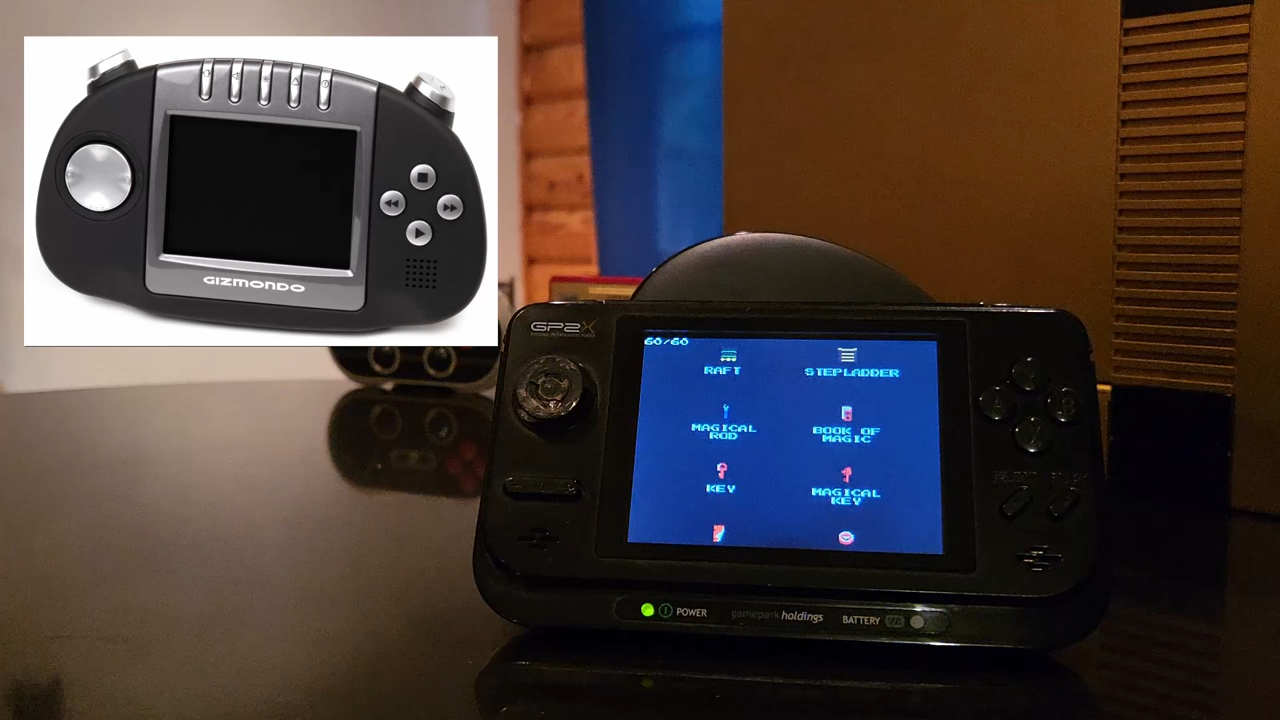 GIZMONDO
GP2X
60/60
RAFT
STEPLADDER
MAGICAL
ROD
BOOK OF
MAGIC
KEY
MAGICAL
KEY
POWER
gamepark holdings
BATTERY